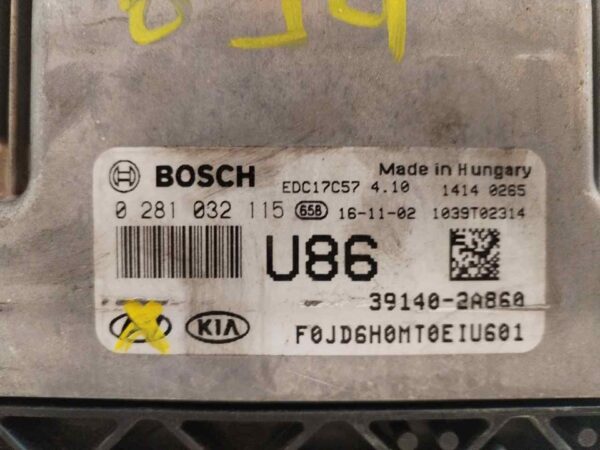 BOSCH
Made in Hungary
EDC17C57 4.10 1414 0265
0 281 032 115 658 16-11-02 1039T02314
U86
39140-2A860
KIA F0JD6H0MT0EIU601